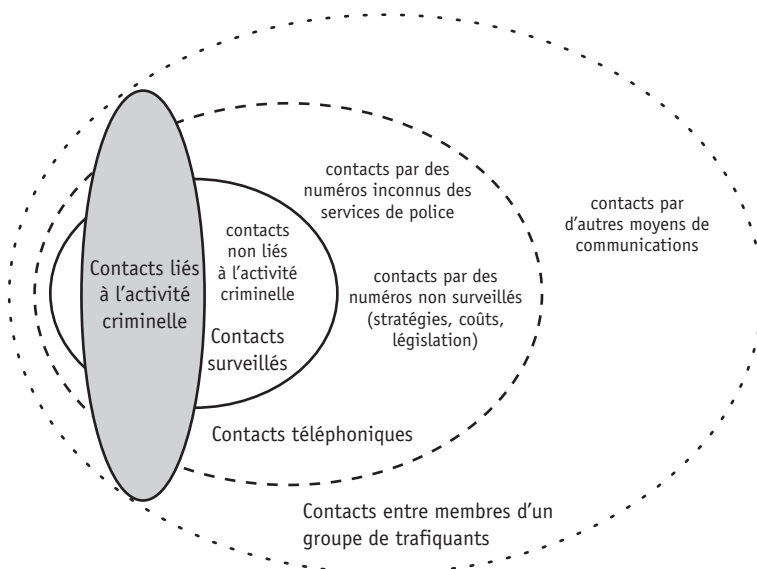 contacts par des
numéros inconnus des
services de police
contacts par
d’autres moyens de
communications
contacts
non liés
à l’activité
criminelle
Contacts liés
à l’activité
criminelle
contacts par des
numéros non surveillés
(stratégies, coûts,
législation)
Contacts
surveillés
Contacts téléphoniques
Contacts entre membres d’un
groupe de trafiquants